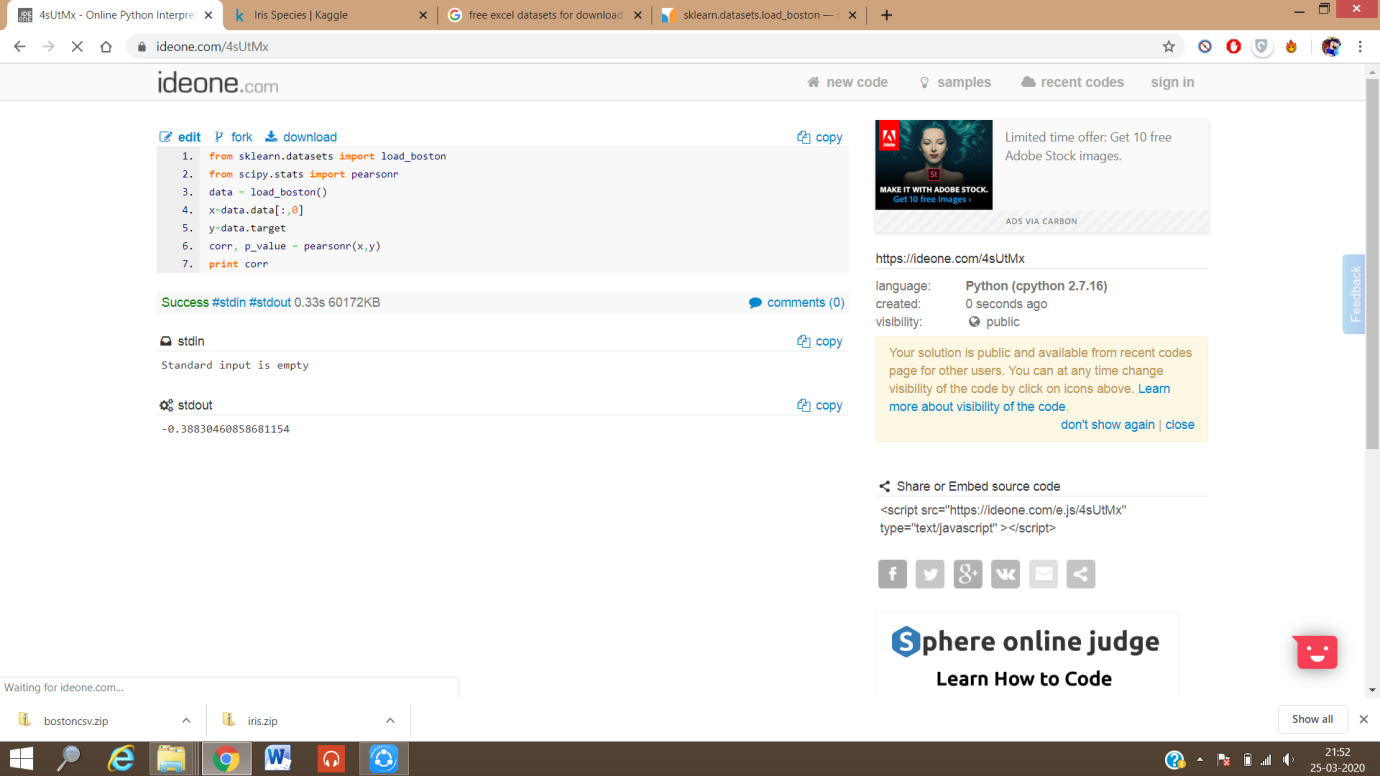 4sUtMx - Online Python Interpret
Iris Species | Kaggle
free excel datasets for download
sklearn.datasets.load_boston — s
ideone.com/4sUtMx
ideone.com
new code
samples
recent codes
sign in
edit
fork
download
copy
1. from sklearn.datasets import load_boston
2. from scipy.stats import pearsonr
3. data = load_boston()
4. x=data.data[:,0]
5. y=data.target
6. corr, p_value = pearsonr(x,y)
7. print corr
Success #stdin #stdout 0.33s 60172KB
comments (0)
stdin
copy
Standard input is empty
stdout
copy
-0.38830460858681154
Adobe
St
MAKE IT WITH ADOBE STOCK.
Get 10 free images ›
Limited time offer: Get 10 free
Adobe Stock images.
ADS VIA CARBON
https://ideone.com/4sUtMx
language: Python (cpython 2.7.16)
created: 0 seconds ago
visibility: public
Your solution is public and available from recent codes
page for other users. You can at any time change
visibility of the code by click on icons above. Learn
more about visibility of the code.
don't show again | close
Share or Embed source code
<script src="https://ideone.com/e.js/4sUtMx"
type="text/javascript" ></script>
Sphere online judge
Learn How to Code
Feedback
Waiting for ideone.com...
bostoncsv.zip
iris.zip
Show all
21:52
25-03-2020